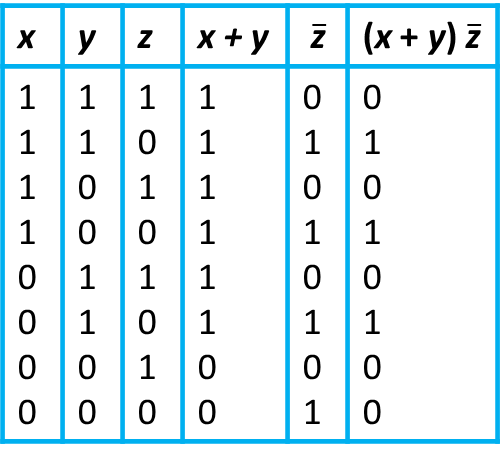 x y z x + y z̄ (x + y) z̄
1 1 1 1 0 0
1 1 0 1 1 1
1 0 1 1 0 0
1 0 0 1 1 1
0 1 1 1 0 0
0 1 0 1 1 1
0 0 1 0 0 0
0 0 0 0 1 0